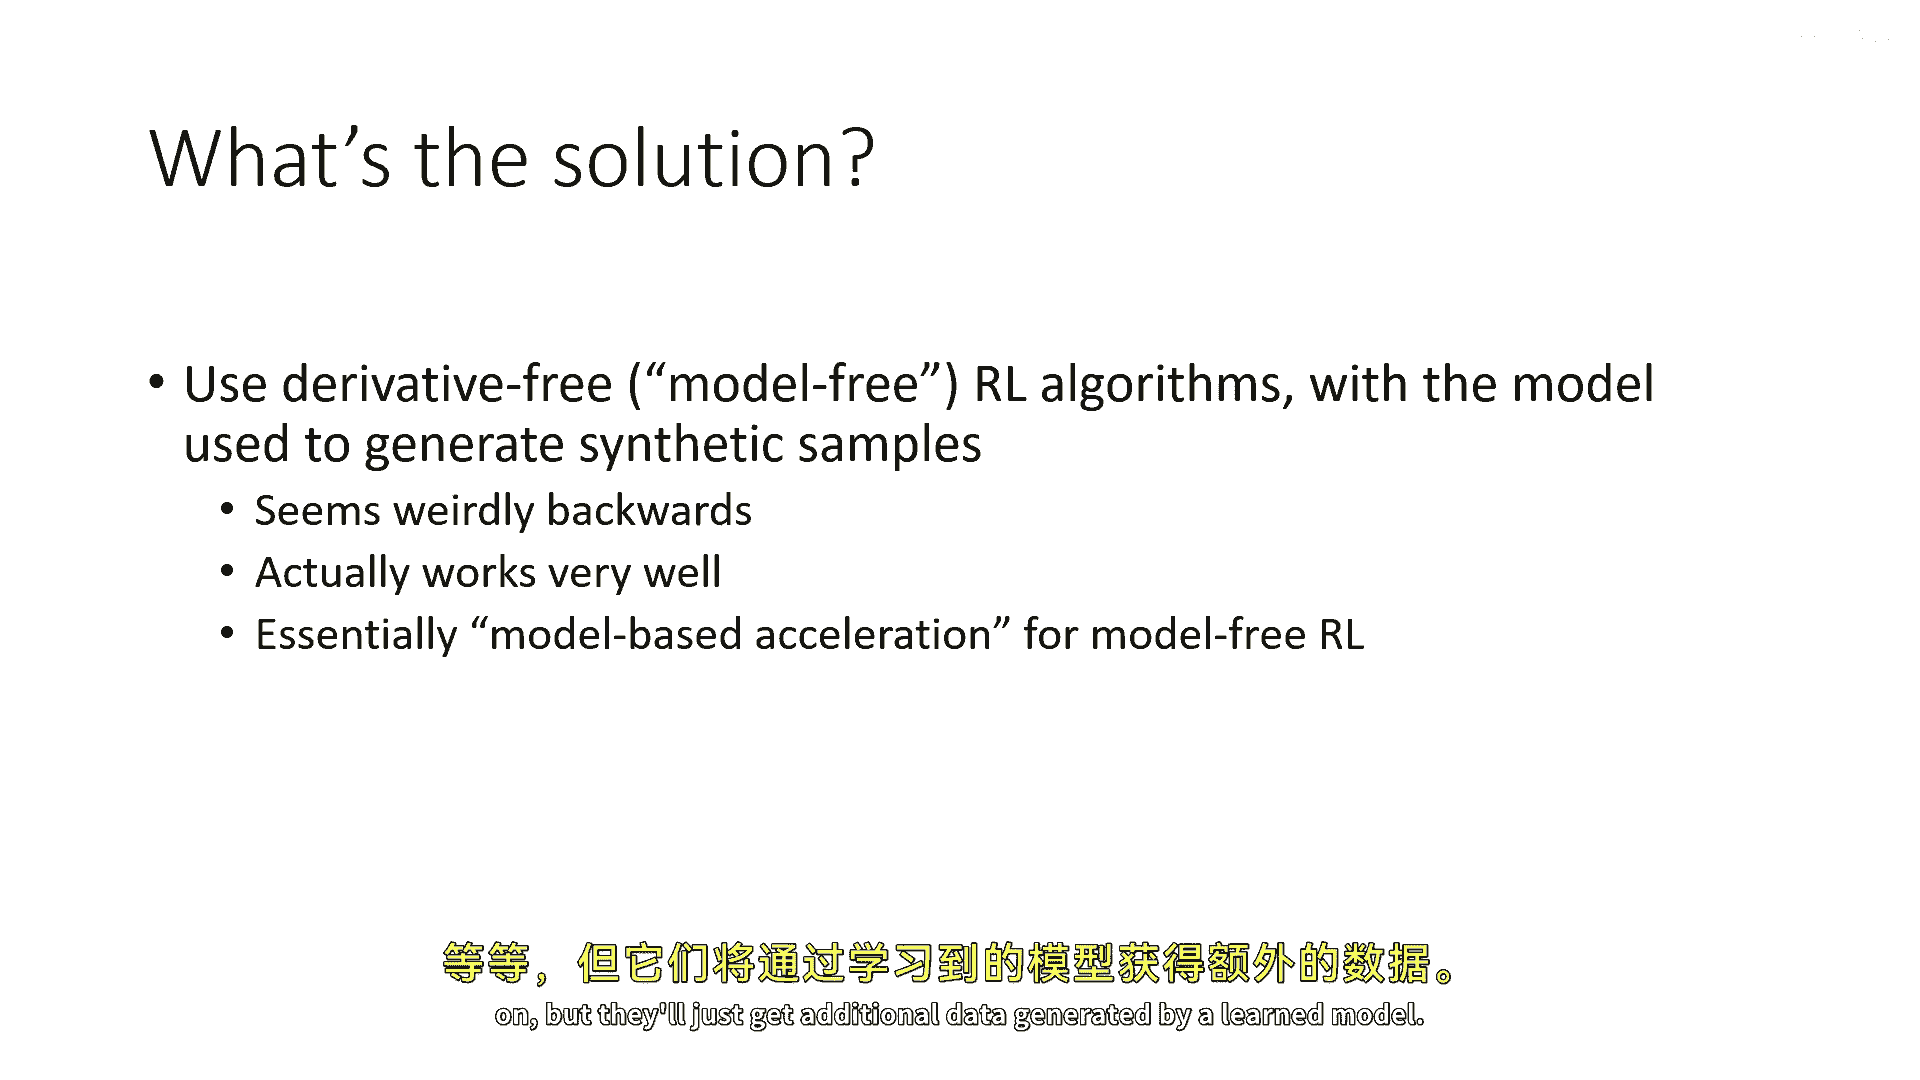 What’s the solution?
• Use derivative-free (“model-free”) RL algorithms, with the model
used to generate synthetic samples
• Seems weirdly backwards
• Actually works very well
• Essentially “model-based acceleration” for model-free RL
等等，但它们将通过学习到的模型获得额外的数据。
on, but they'll just get additional data generated by a learned model.